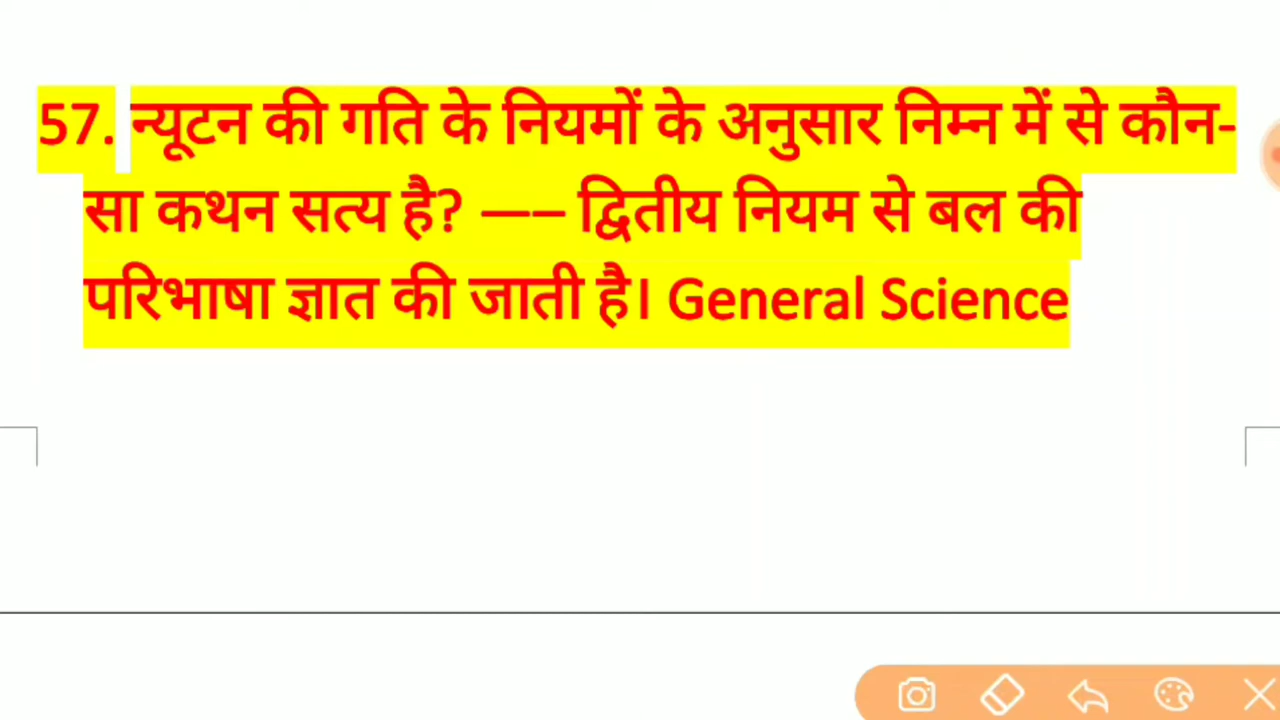 57. न्यूटन की गति के नियमों के अनुसार निम्न में से कौन-
सा कथन सत्य है? —– द्वितीय नियम से बल की
परिभाषा ज्ञात की जाती है। General Science